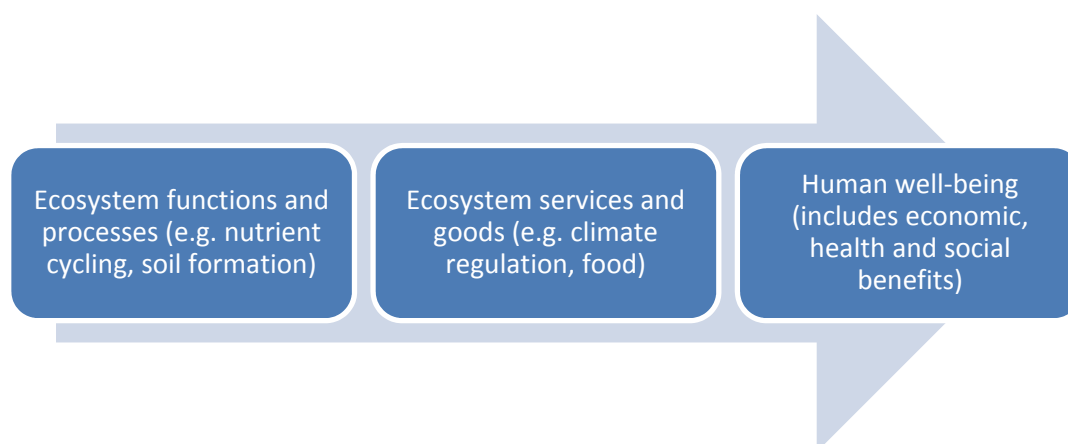 Ecosystem functions and
processes (e.g. nutrient
cycling, soil formation)
Ecosystem services and
goods (e.g. climate
regulation, food)
Human well-being
(includes economic,
health and social
benefits)